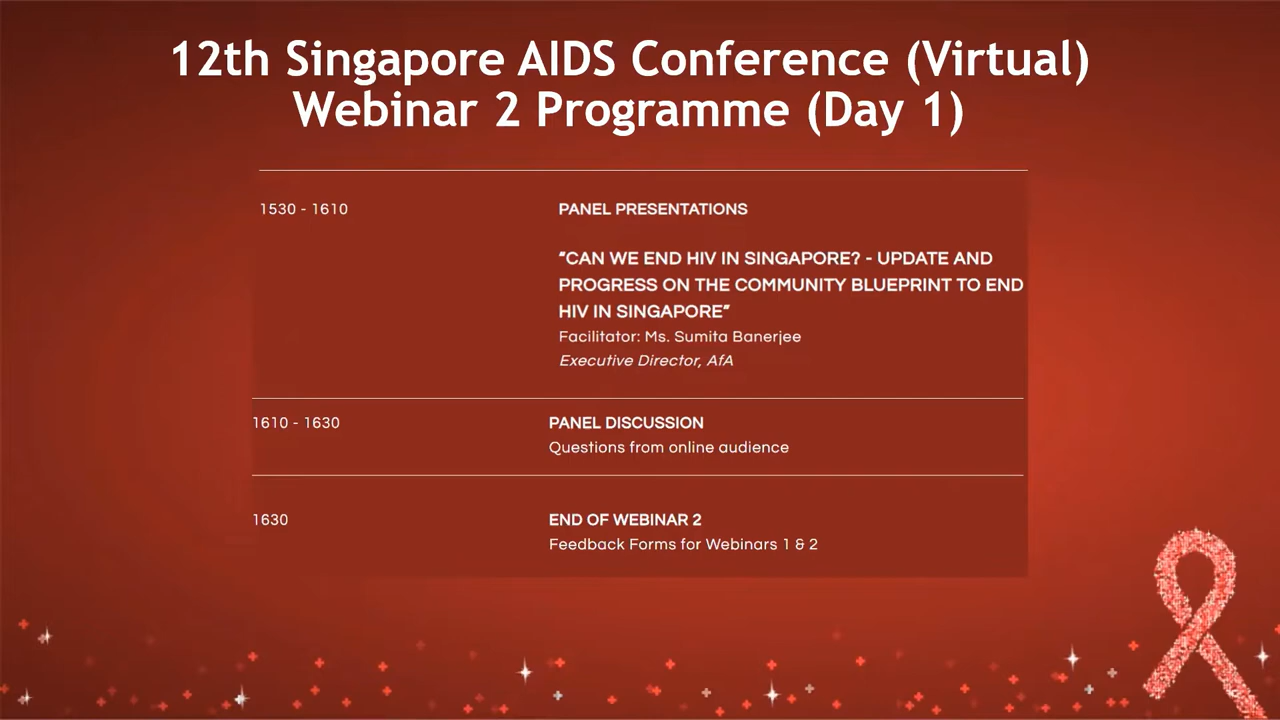 12th Singapore AIDS Conference (Virtual)
Webinar 2 Programme (Day 1)
1530 - 1610
PANEL PRESENTATIONS
“CAN WE END HIV IN SINGAPORE? - UPDATE AND
PROGRESS ON THE COMMUNITY BLUEPRINT TO END
HIV IN SINGAPORE”
Facilitator: Ms. Sumita Banerjee
Executive Director, AfA
1610 - 1630
PANEL DISCUSSION
Questions from online audience
1630
END OF WEBINAR 2
Feedback Forms for Webinars 1 & 2